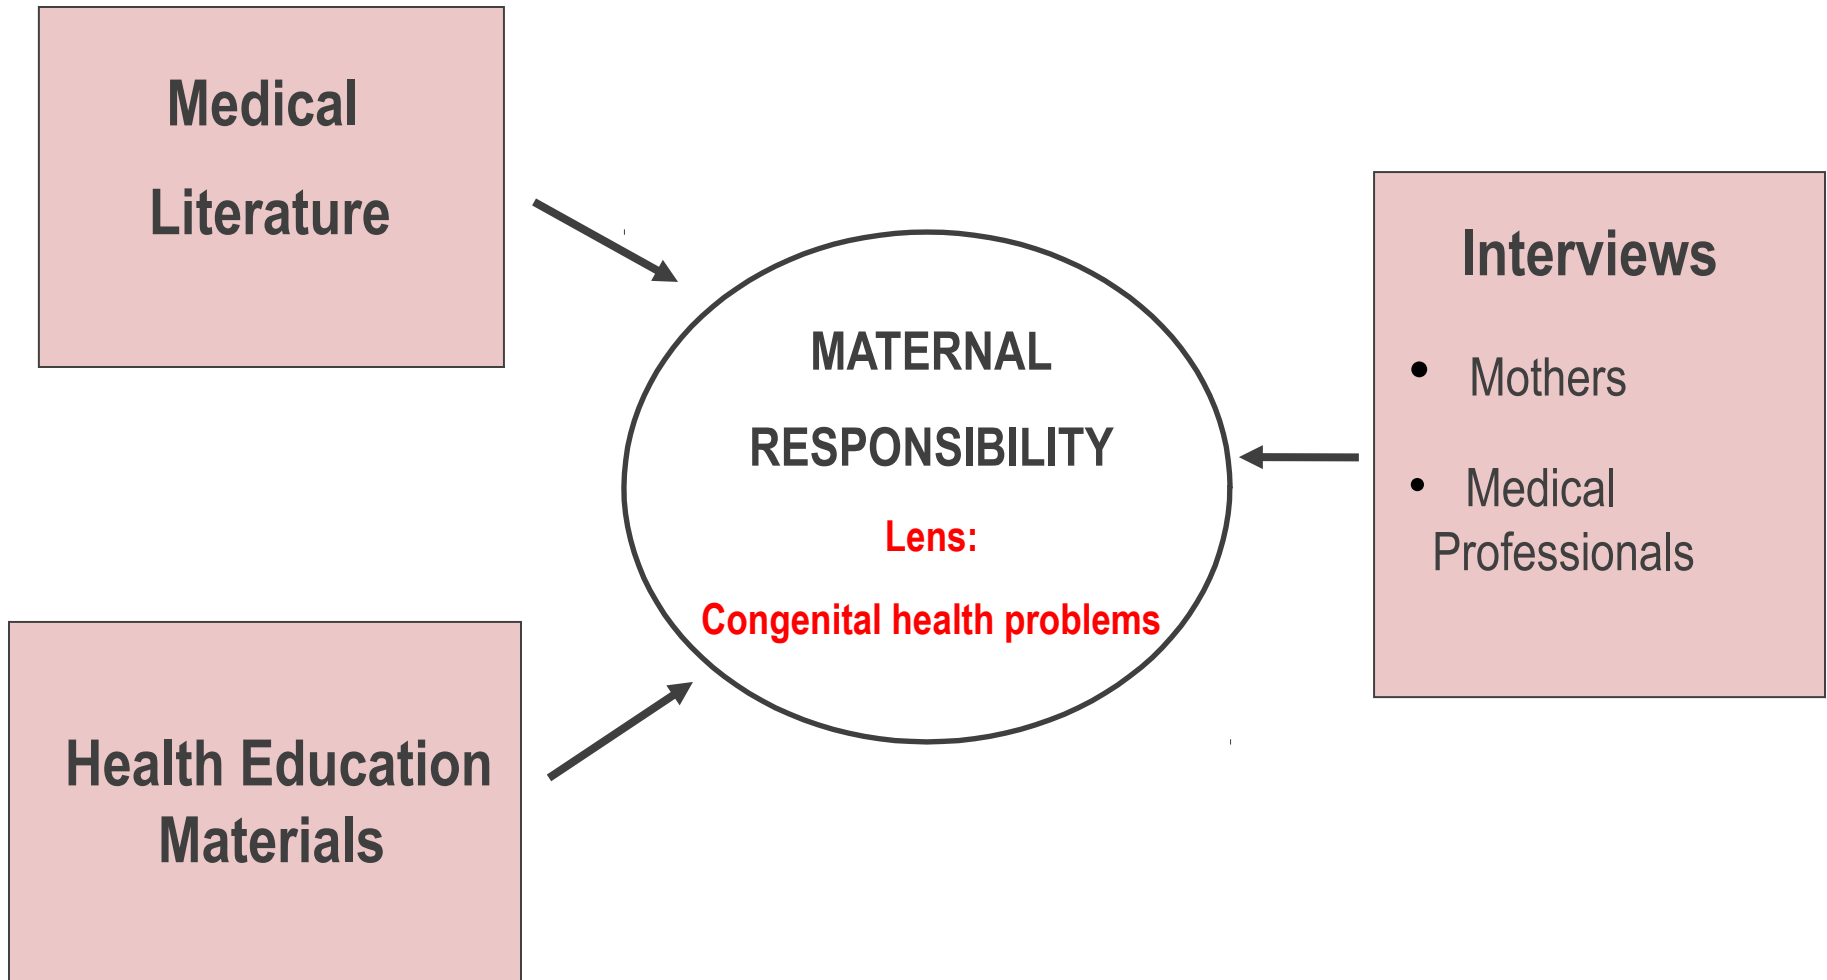 Medical
Literature
Interviews
• Mothers
• Medical
Professionals
MATERNAL
RESPONSIBILITY
Lens:
Congenital health problems
Health Education
Materials